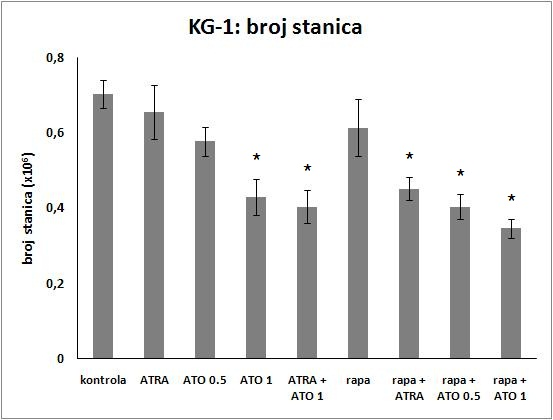 KG-1: broj stanica
broj stanica (x10⁶)
0,8
0,6
0,4
0,2
0
* * * * *
kontrola ATRA ATO 0.5 ATO 1 ATRA + ATO 1 rapa rapa + ATRA rapa + ATO 0.5 rapa + ATO 1